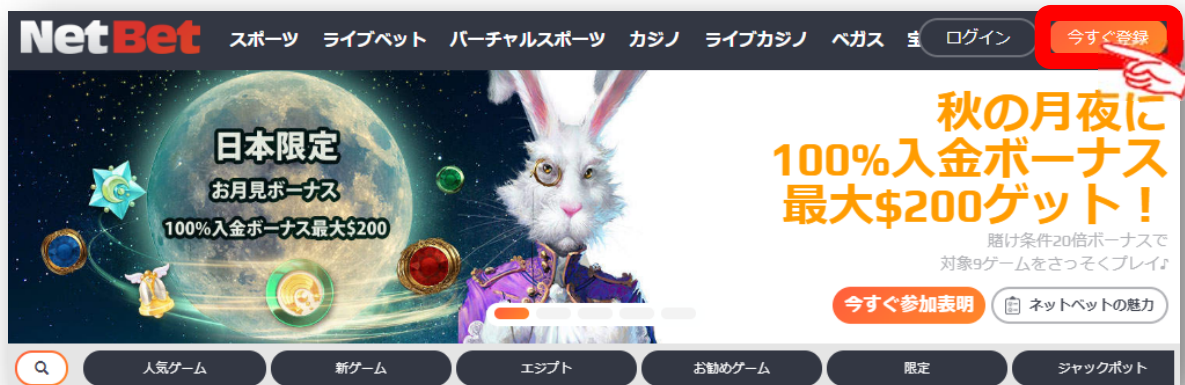 NetBet スポーツ ライブベット バーチャルスポーツ カジノ ライブカジノ ベガス ログイン 今すぐ登録
日本限定
お月見ボーナス
100%入金ボーナス最大$200
秋の月夜に
100%入金ボーナス
最大$200ゲット!
賭け条件20倍ボーナスで
対象9ゲームをさっそくプレイ♪
今すぐ参加表明 ネットベットの魅力
人気ゲーム 新ゲーム エジプト お勧めゲーム 限定 ジャックポット